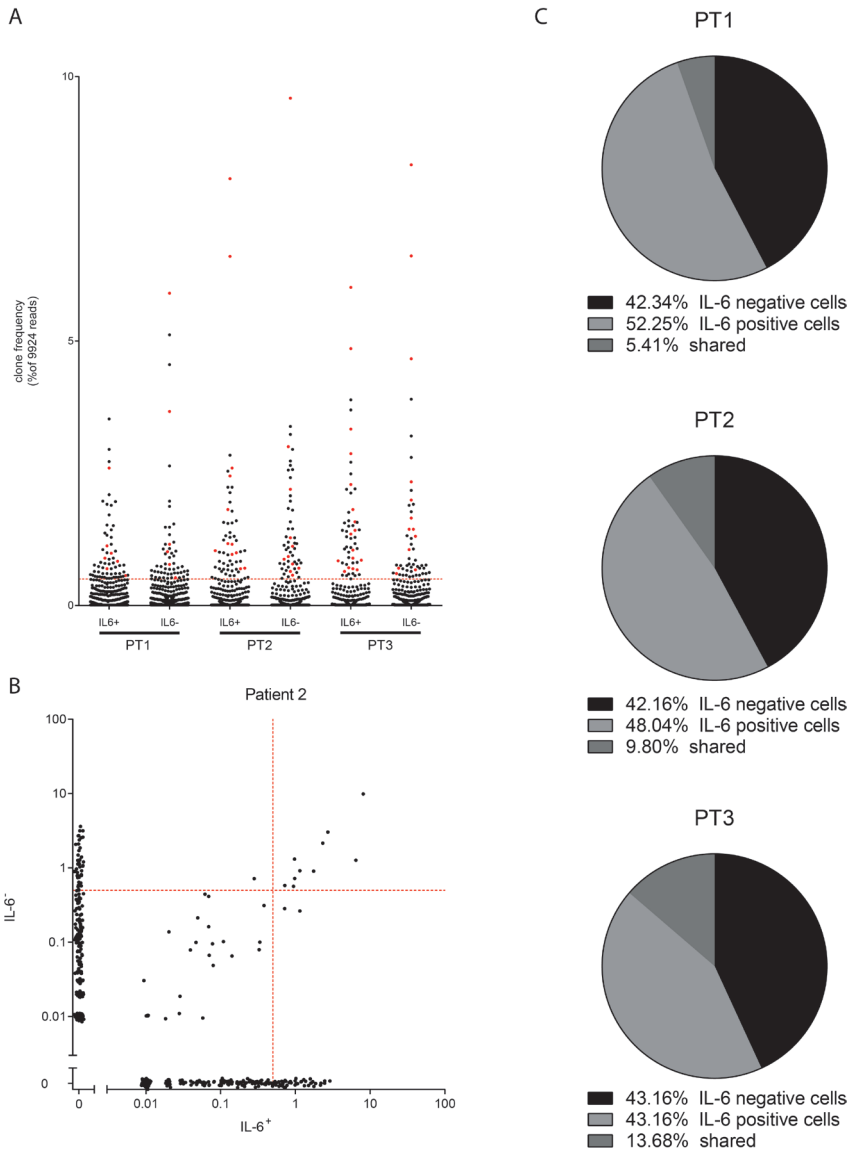 A
10
5
0
clone frequency
(%of 9924 reads)
IL6+ IL6- IL6+ IL6- IL6+ IL6-
PT1 PT2 PT3
B
Patient 2
100
10
1
0.1
0.01
0
IL-6-
0 0.01 0.1 1 10 100
IL-6+
C
PT1
42.34% IL-6 negative cells
52.25% IL-6 positive cells
5.41% shared
PT2
42.16% IL-6 negative cells
48.04% IL-6 positive cells
9.80% shared
PT3
43.16% IL-6 negative cells
43.16% IL-6 positive cells
13.68% shared